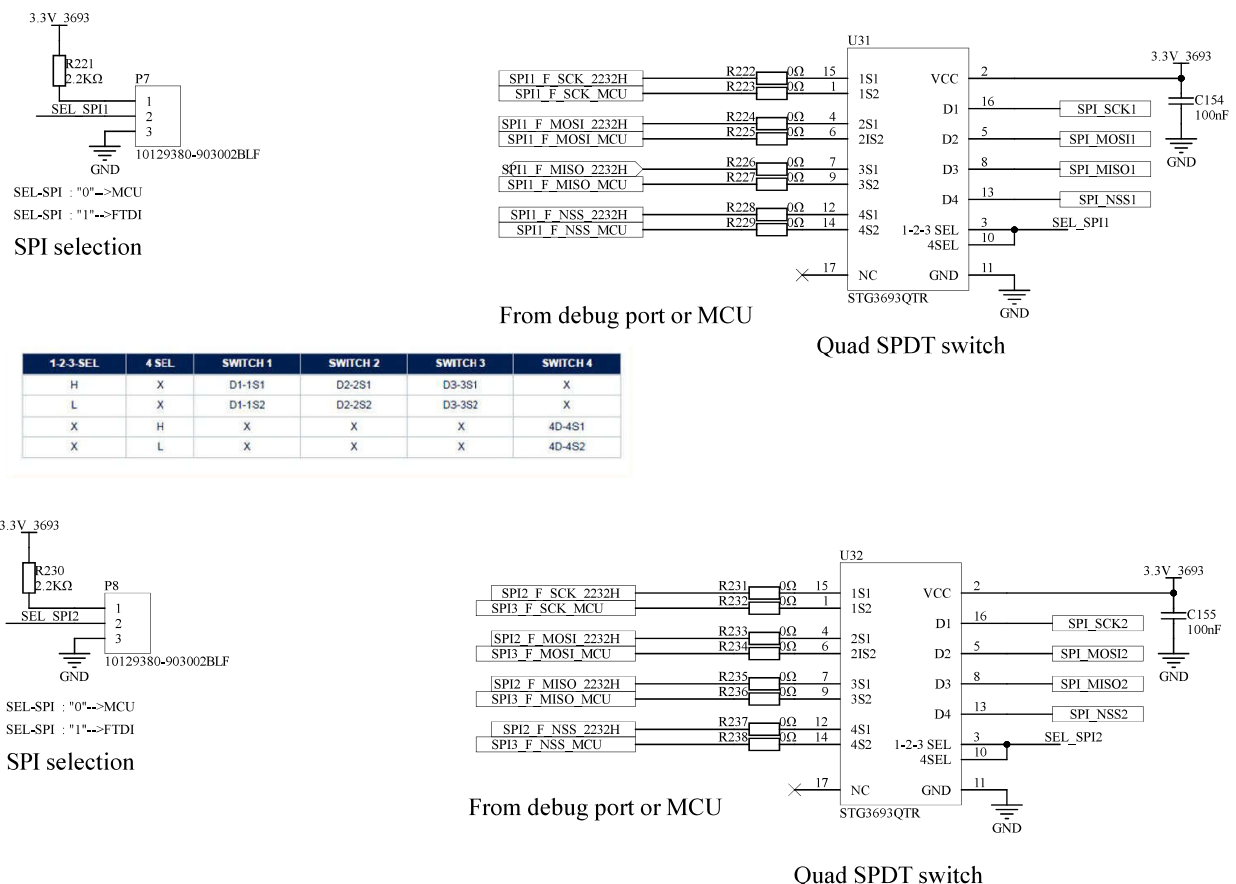 3.3V_3693
R221
2.2KΩ
P7
SEL_SPI1
1
2
3
GND
10129380-903002BLF
SEL-SPI : "0"-->MCU
SEL-SPI : "1"-->FTDI
SPI selection
U31
SPI1_F_SCK_2232H R222 0Ω 15 1S1
SPI1_F_SCK_MCU R223 0Ω 1 1S2
SPI1_F_MOSI_2232H R224 0Ω 4 2S1
SPI1_F_MOSI_MCU R225 0Ω 6 2IS2
SPI1_F_MISO_2232H R226 0Ω 7 3S1
SPI1_F_MISO_MCU R227 0Ω 9 3S2
SPI1_F_NSS_2232H R228 0Ω 12 4S1
SPI1_F_NSS_MCU R229 0Ω 14 4S2
17 NC
VCC 2
D1 16 SPI_SCK1
D2 5 SPI_MOSI1
D3 8 SPI_MISO1
D4 13 SPI_NSS1
1-2-3 SEL 3 SEL_SPI1
4SEL 10
GND 11
GND
3.3V_3693
C154
100nF
GND
STG3693QTR
From debug port or MCU
Quad SPDT switch
1-2-3-SEL 4 SEL SWITCH 1 SWITCH 2 SWITCH 3 SWITCH 4
H X D1-1S1 D2-2S1 D3-3S1 X
L X D1-1S2 D2-2S2 D3-3S2 X
X H X X X 4D-4S1
X L X X X 4D-4S2
3.3V_3693
R230
2.2KΩ
P8
SEL_SPI2
1
2
3
GND
10129380-903002BLF
SEL-SPI : "0"-->MCU
SEL-SPI : "1"-->FTDI
SPI selection
U32
SPI2_F_SCK_2232H R231 0Ω 15 1S1
SPI3_F_SCK_MCU R232 0Ω 1 1S2
SPI2_F_MOSI_2232H R233 0Ω 4 2S1
SPI3_F_MOSI_MCU R234 0Ω 6 2IS2
SPI2_F_MISO_2232H R235 0Ω 7 3S1
SPI3_F_MISO_MCU R236 0Ω 9 3S2
SPI2_F_NSS_2232H R237 0Ω 12 4S1
SPI3_F_NSS_MCU R238 0Ω 14 4S2
17 NC
VCC 2
D1 16 SPI_SCK2
D2 5 SPI_MOSI2
D3 8 SPI_MISO2
D4 13 SPI_NSS2
1-2-3 SEL 3 SEL_SPI2
4SEL 10
GND 11
GND
3.3V_3693
C155
100nF
GND
STG3693QTR
From debug port or MCU
Quad SPDT switch